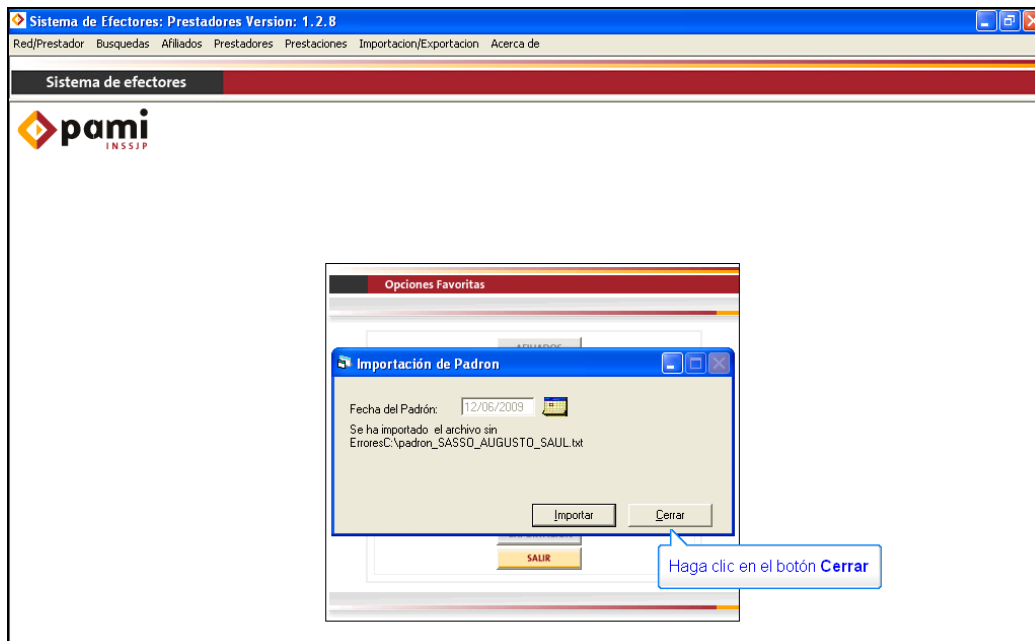 Sistema de Efectores: Prestadores Version: 1.2.8
Red/Prestador Busquedas Afiliados Prestadores Prestaciones Importacion/Exportacion Acerca de
Sistema de efectores
pami
INSSJP
Opciones Favoritas
Importación de Padron
Fecha del Padrón: 12/06/2009
Se ha importado el archivo sin
ErroresC:\padron_SASSO_AUGUSTO_SAUL.txt
Importar Cerrar
SALIR
Haga clic en el botón Cerrar